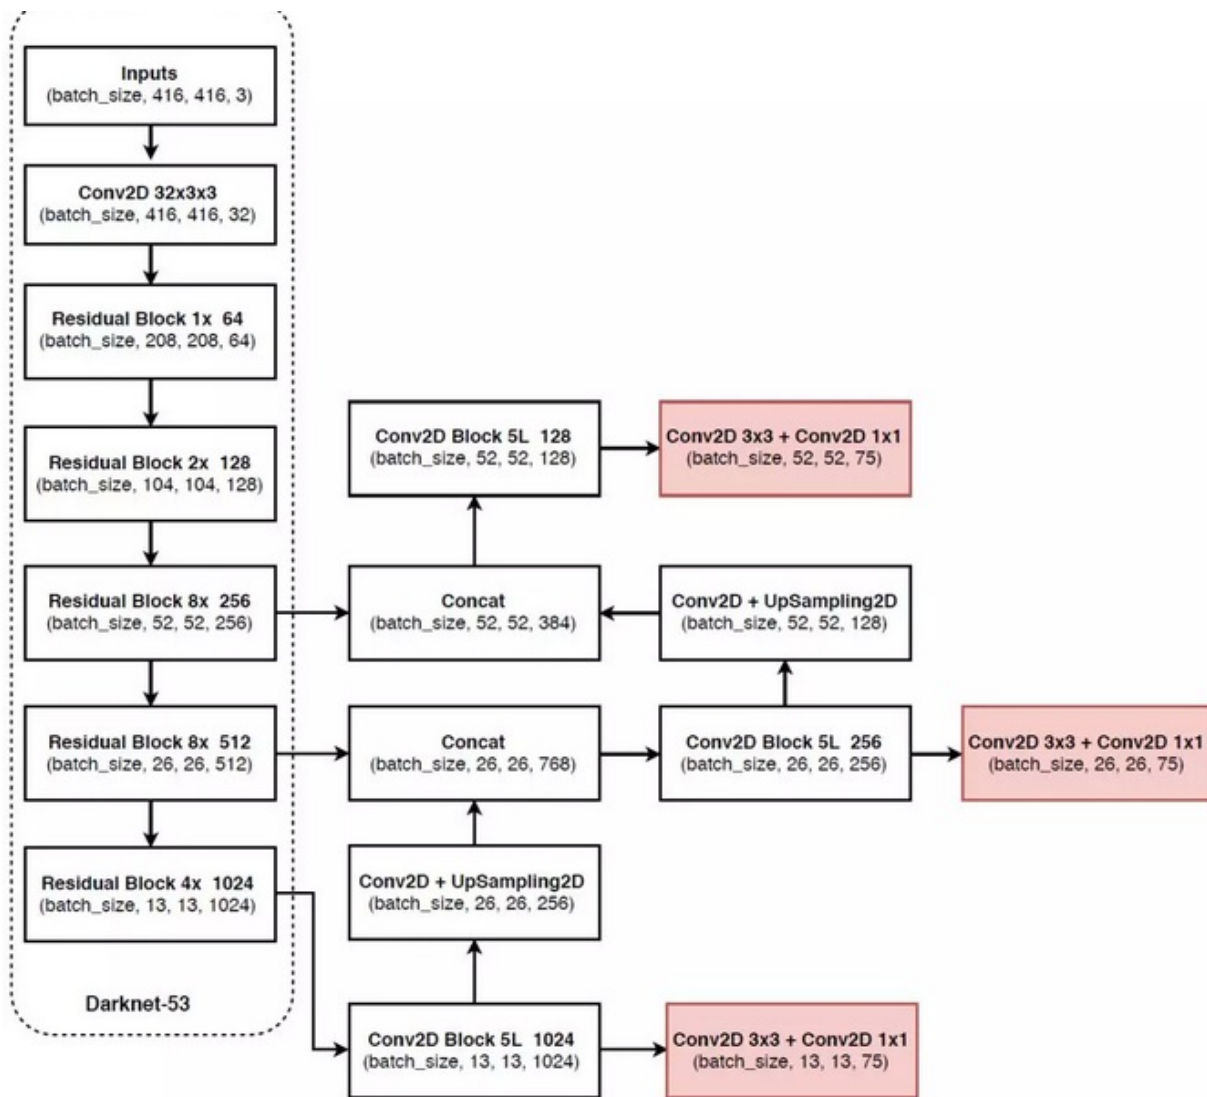 Inputs
(batch_size, 416, 416, 3)
Conv2D 32x3x3
(batch_size, 416, 416, 32)
Residual Block 1x 64
(batch_size, 208, 208, 64)
Residual Block 2x 128
(batch_size, 104, 104, 128)
Residual Block 8x 256
(batch_size, 52, 52, 256)
Residual Block 8x 512
(batch_size, 26, 26, 512)
Residual Block 4x 1024
(batch_size, 13, 13, 1024)
Darknet-53
Conv2D Block 5L 128
(batch_size, 52, 52, 128)
Conv2D 3x3 + Conv2D 1x1
(batch_size, 52, 52, 75)
Concat
(batch_size, 52, 52, 384)
Conv2D + UpSampling2D
(batch_size, 52, 52, 128)
Concat
(batch_size, 26, 26, 768)
Conv2D Block 5L 256
(batch_size, 26, 26, 256)
Conv2D 3x3 + Conv2D 1x1
(batch_size, 26, 26, 75)
Conv2D + UpSampling2D
(batch_size, 26, 26, 256)
Conv2D Block 5L 1024
(batch_size, 13, 13, 1024)
Conv2D 3x3 + Conv2D 1x1
(batch_size, 13, 13, 75)